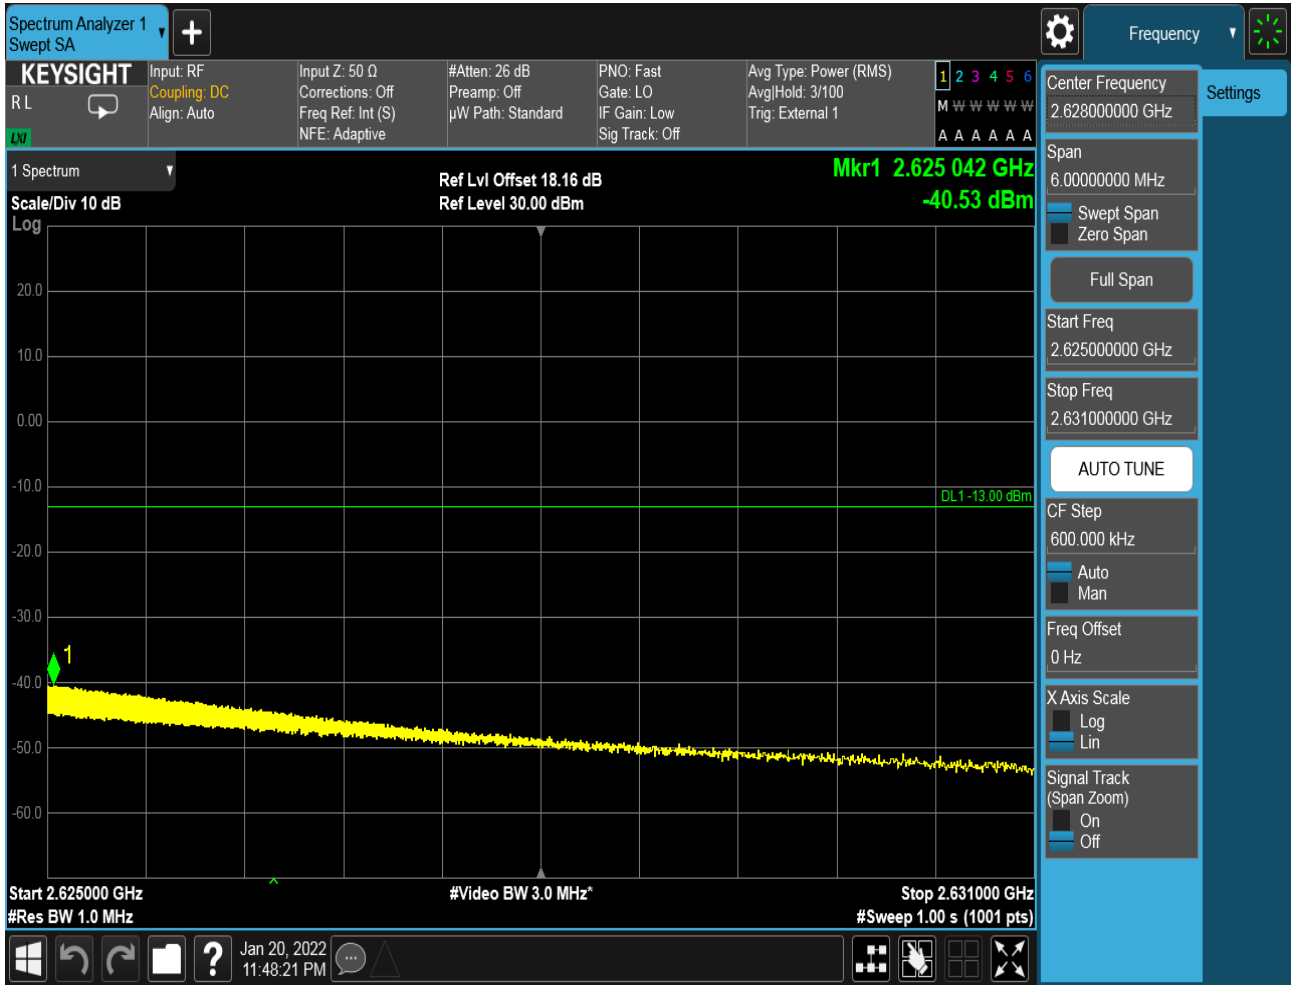 Spectrum Analyzer 1
Swept SA
+
Frequency
KEYSIGHT
R L
LXI
Input: RF
Coupling: DC
Align: Auto
Input Z: 50 Ω
Corrections: Off
Freq Ref: Int (S)
NFE: Adaptive
#Atten: 26 dB
Preamp: Off
µW Path: Standard
PNO: Fast
Gate: LO
IF Gain: Low
Sig Track: Off
Avg Type: Power (RMS)
Avg|Hold: 3/100
Trig: External 1
1 2 3 4 5 6
M W W W W W
A A A A A A
1 Spectrum
Scale/Div 10 dB
Log
Ref Lvl Offset 18.16 dB
Ref Level 30.00 dBm
Mkr1 2.625 042 GHz
-40.53 dBm
20.0
10.0
0.00
-10.0
DL1 -13.00 dBm
-20.0
-30.0
1
-40.0
-50.0
-60.0
Start 2.625000 GHz
#Video BW 3.0 MHz*
Stop 2.631000 GHz
#Res BW 1.0 MHz
#Sweep 1.00 s (1001 pts)
?
Jan 20, 2022
11:48:21 PM
Center Frequency
2.628000000 GHz
Settings
Span
6.00000000 MHz
Swept Span
Zero Span
Full Span
Start Freq
2.625000000 GHz
Stop Freq
2.631000000 GHz
AUTO TUNE
CF Step
600.000 kHz
Auto
Man
Freq Offset
0 Hz
X Axis Scale
Log
Lin
Signal Track
(Span Zoom)
On
Off